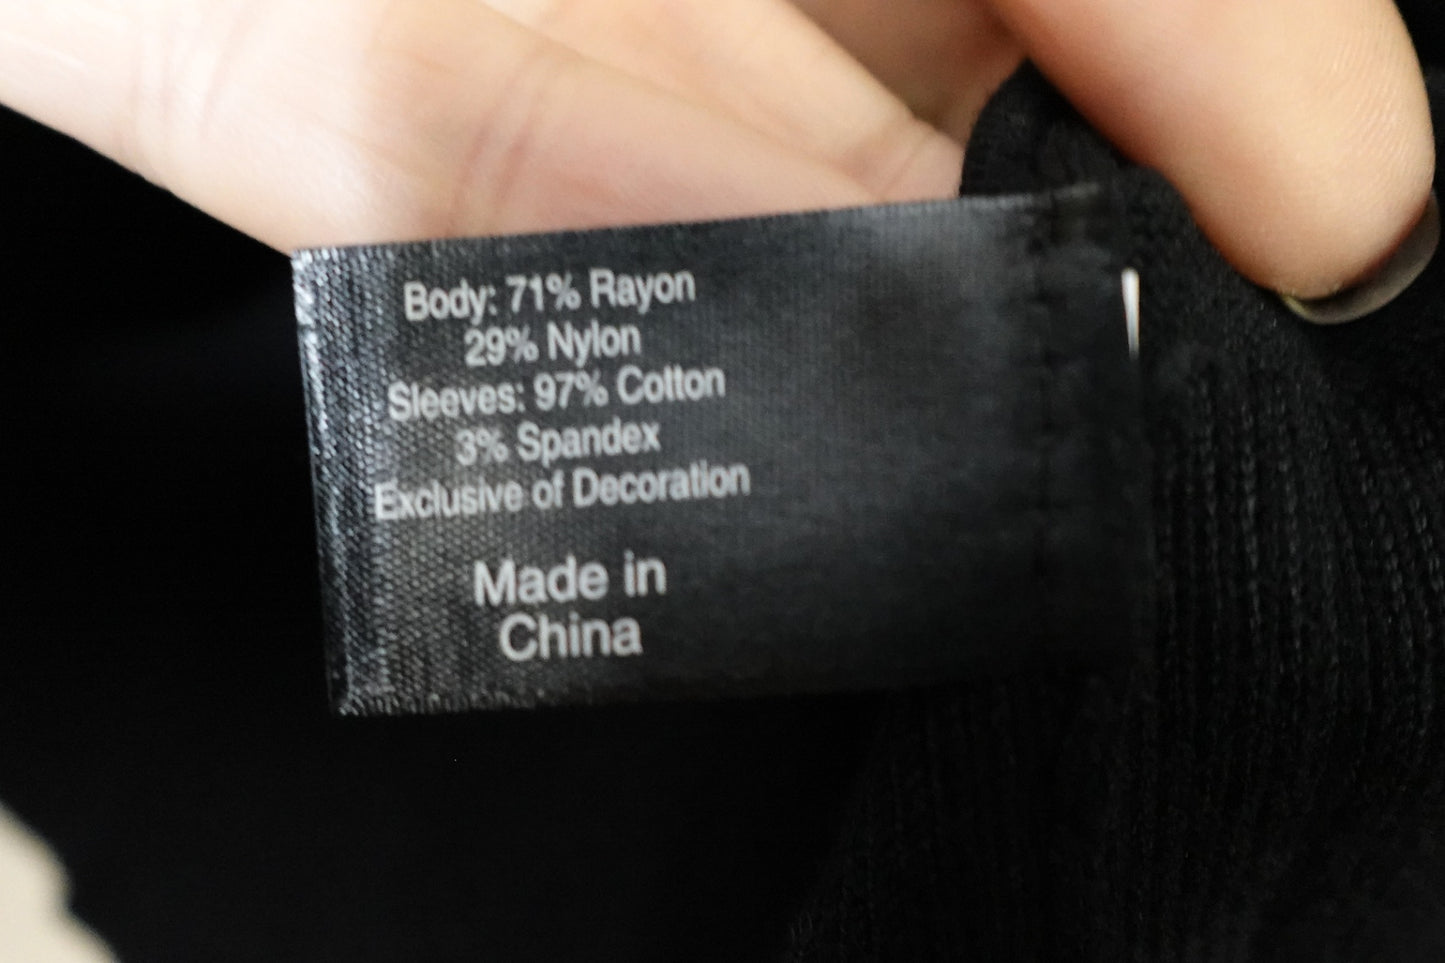 Body: 71% Rayon
29% Nylon
Sleeves: 97% Cotton
3% Spandex
Exclusive of Decoration
Made in
China